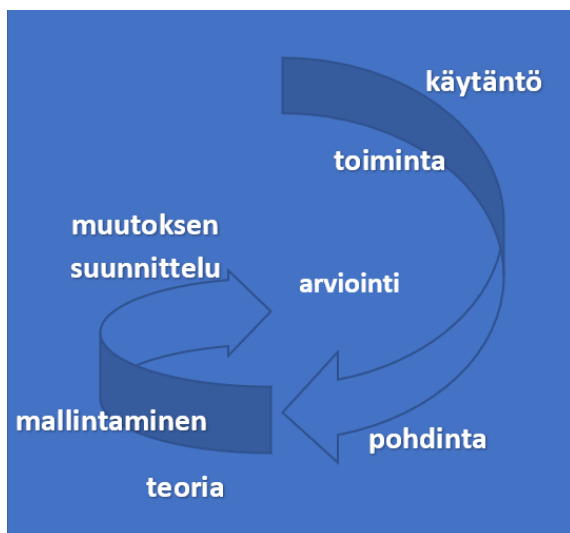 käytäntö
toiminta
muutoksen
suunnittelu
arviointi
mallintaminen
pohdinta
teoria